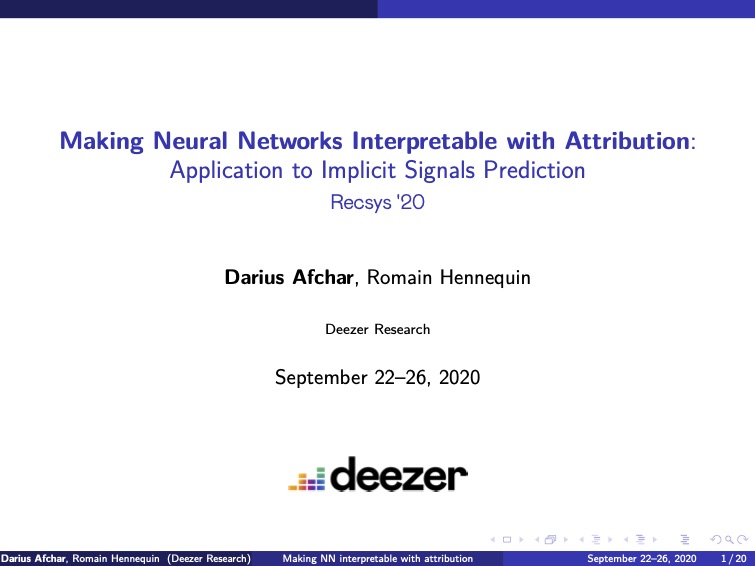 Making Neural Networks Interpretable with Attribution:
Application to Implicit Signals Prediction
Recsys '20
Darius Afchar, Romain Hennequin
Deezer Research
September 22–26, 2020
deezer
Darius Afchar, Romain Hennequin (Deezer Research) Making NN interpretable with attribution September 22–26, 2020 1 / 20